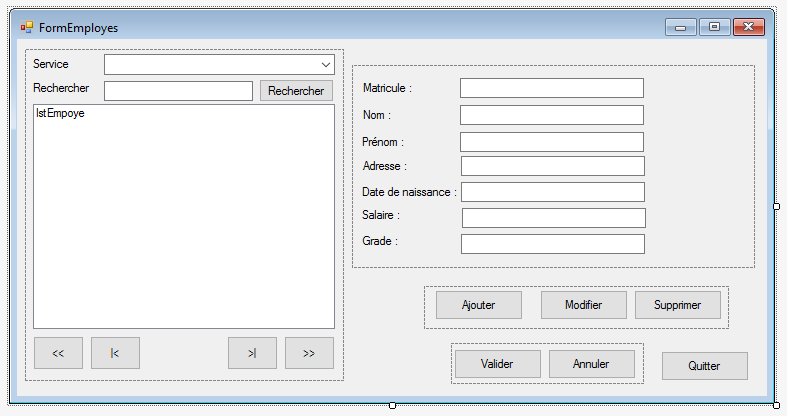 FormEmployes
Service
Rechercher
Rechercher
lstEmpoye
<<
|<
>|
>>
Matricule :
Nom :
Prénom :
Adresse :
Date de naissance :
Salaire :
Grade :
Ajouter
Modifier
Supprimer
Valider
Annuler
Quitter